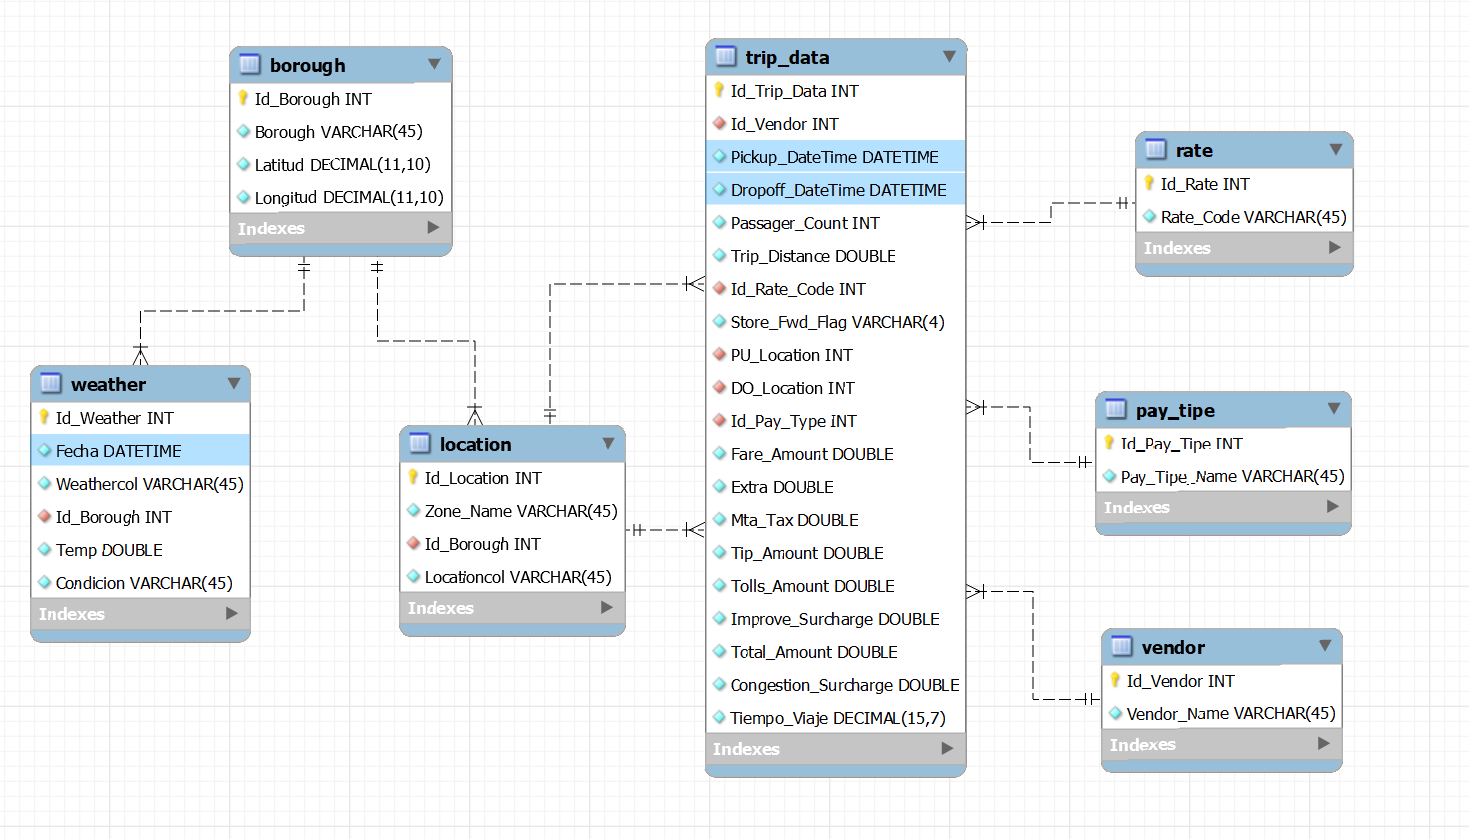 borough
Id_Borough INT
Borough VARCHAR(45)
Latitud DECIMAL(11,10)
Longitud DECIMAL(11,10)
Indexes
weather
Id_Weather INT
Fecha DATETIME
Weathercol VARCHAR(45)
Id_Borough INT
Temp DOUBLE
Condicion VARCHAR(45)
Indexes
location
Id_Location INT
Zone_Name VARCHAR(45)
Id_Borough INT
Locationcol VARCHAR(45)
Indexes
trip_data
Id_Trip_Data INT
Id_Vendor INT
Pickup_DateTime DATETIME
Dropoff_DateTime DATETIME
Passager_Count INT
Trip_Distance DOUBLE
Id_Rate_Code INT
Store_Fwd_Flag VARCHAR(4)
PU_Location INT
DO_Location INT
Id_Pay_Type INT
Fare_Amount DOUBLE
Extra DOUBLE
Mta_Tax DOUBLE
Tip_Amount DOUBLE
Tolls_Amount DOUBLE
Improve_Surcharge DOUBLE
Total_Amount DOUBLE
Congestion_Surcharge DOUBLE
Tiempo_Viaje DECIMAL(15,7)
Indexes
rate
Id_Rate INT
Rate_Code VARCHAR(45)
Indexes
pay_tipe
Id_Pay_Tipe INT
Pay_Tipe_Name VARCHAR(45)
Indexes
vendor
Id_Vendor INT
Vendor_Name VARCHAR(45)
Indexes